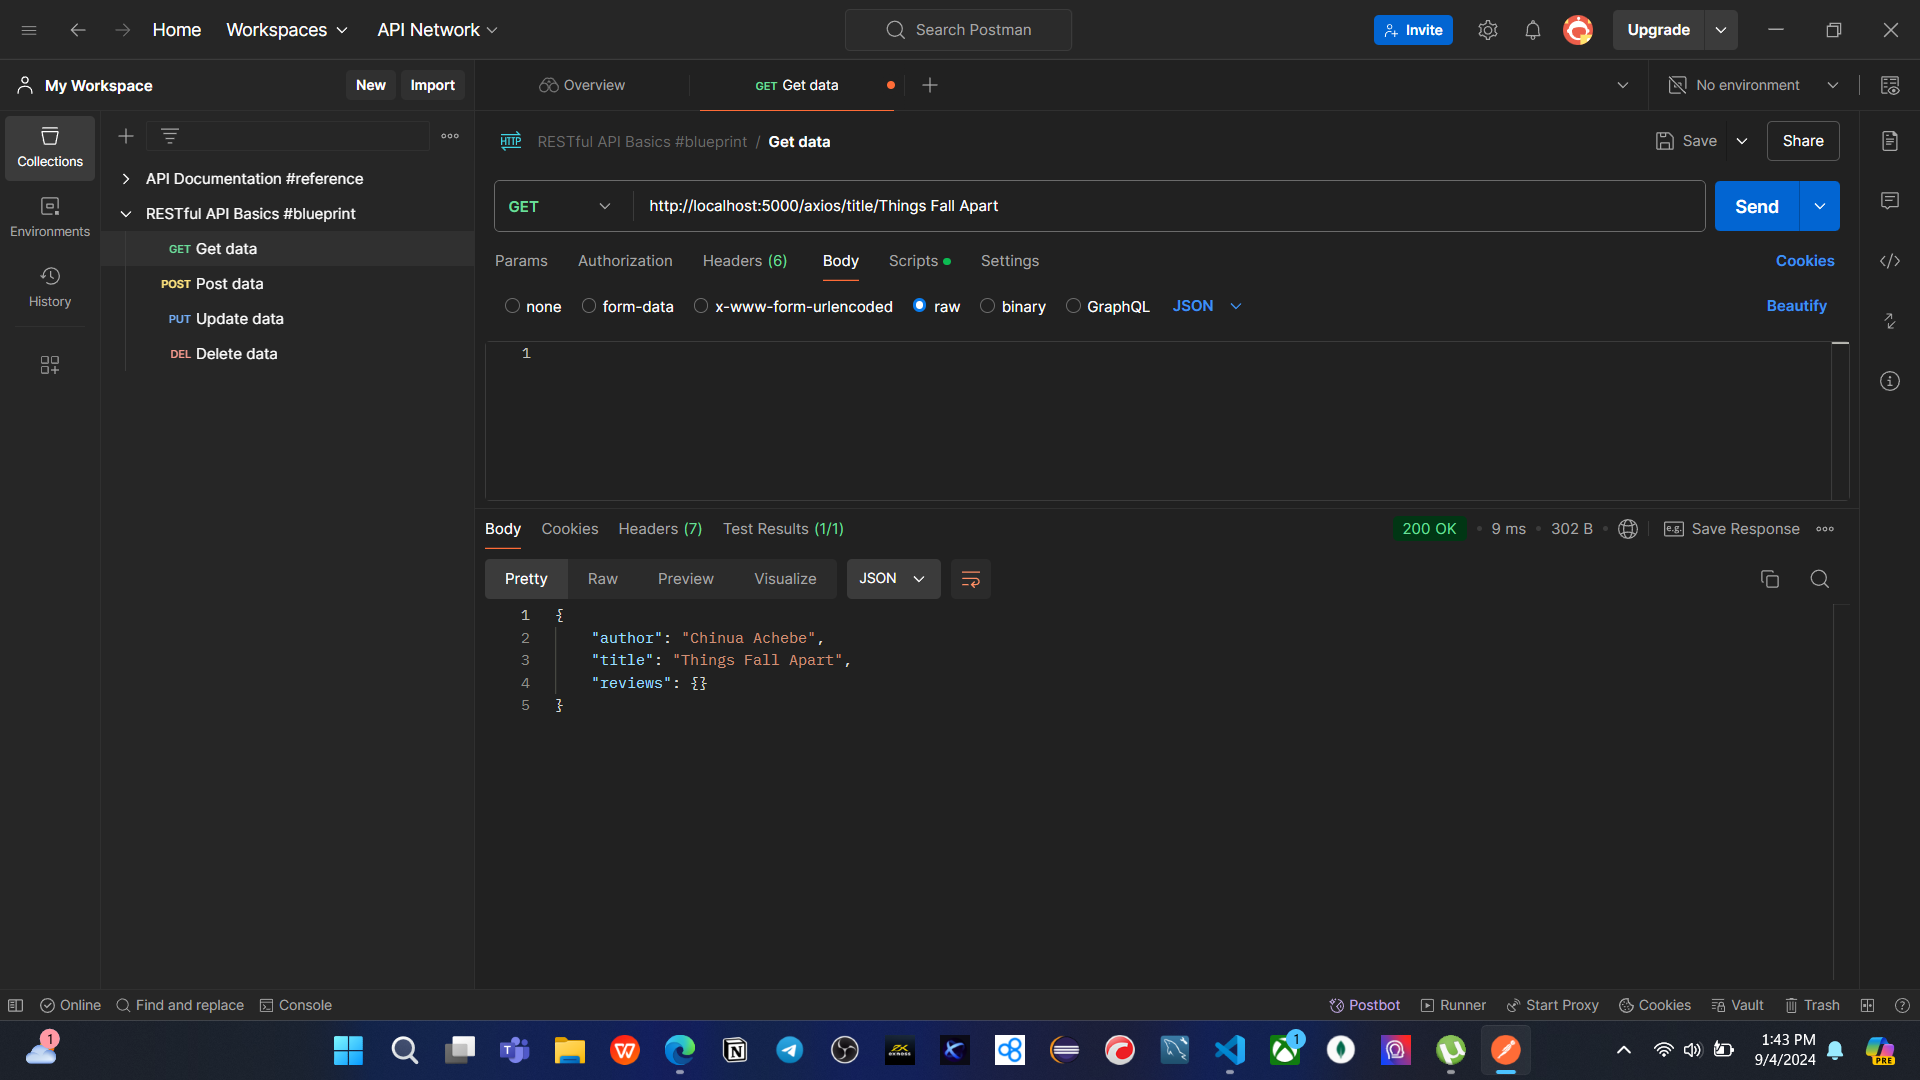 Home Workspaces API Network Search Postman Invite Upgrade
My Workspace New Import Overview GET Get data No environment
Collections
Environments
History
API Documentation #reference
RESTful API Basics #blueprint
GET Get data
POST Post data
PUT Update data
DEL Delete data
HTTP RESTful API Basics #blueprint / Get data Save Share
GET http://localhost:5000/axios/title/Things Fall Apart Send
Params Authorization Headers (6) Body Scripts Settings Cookies
none form-data x-www-form-urlencoded raw binary GraphQL JSON Beautify
1
Body Cookies Headers (7) Test Results (1/1) 200 OK 9 ms 302 B e.g. Save Response
Pretty Raw Preview Visualize JSON
1 {
2 "author": "Chinua Achebe",
3 "title": "Things Fall Apart",
4 "reviews": {}
5 }
Online Find and replace Console Postbot Runner Start Proxy Cookies Vault Trash
1 1 PRE
1:43 PM
9/4/2024